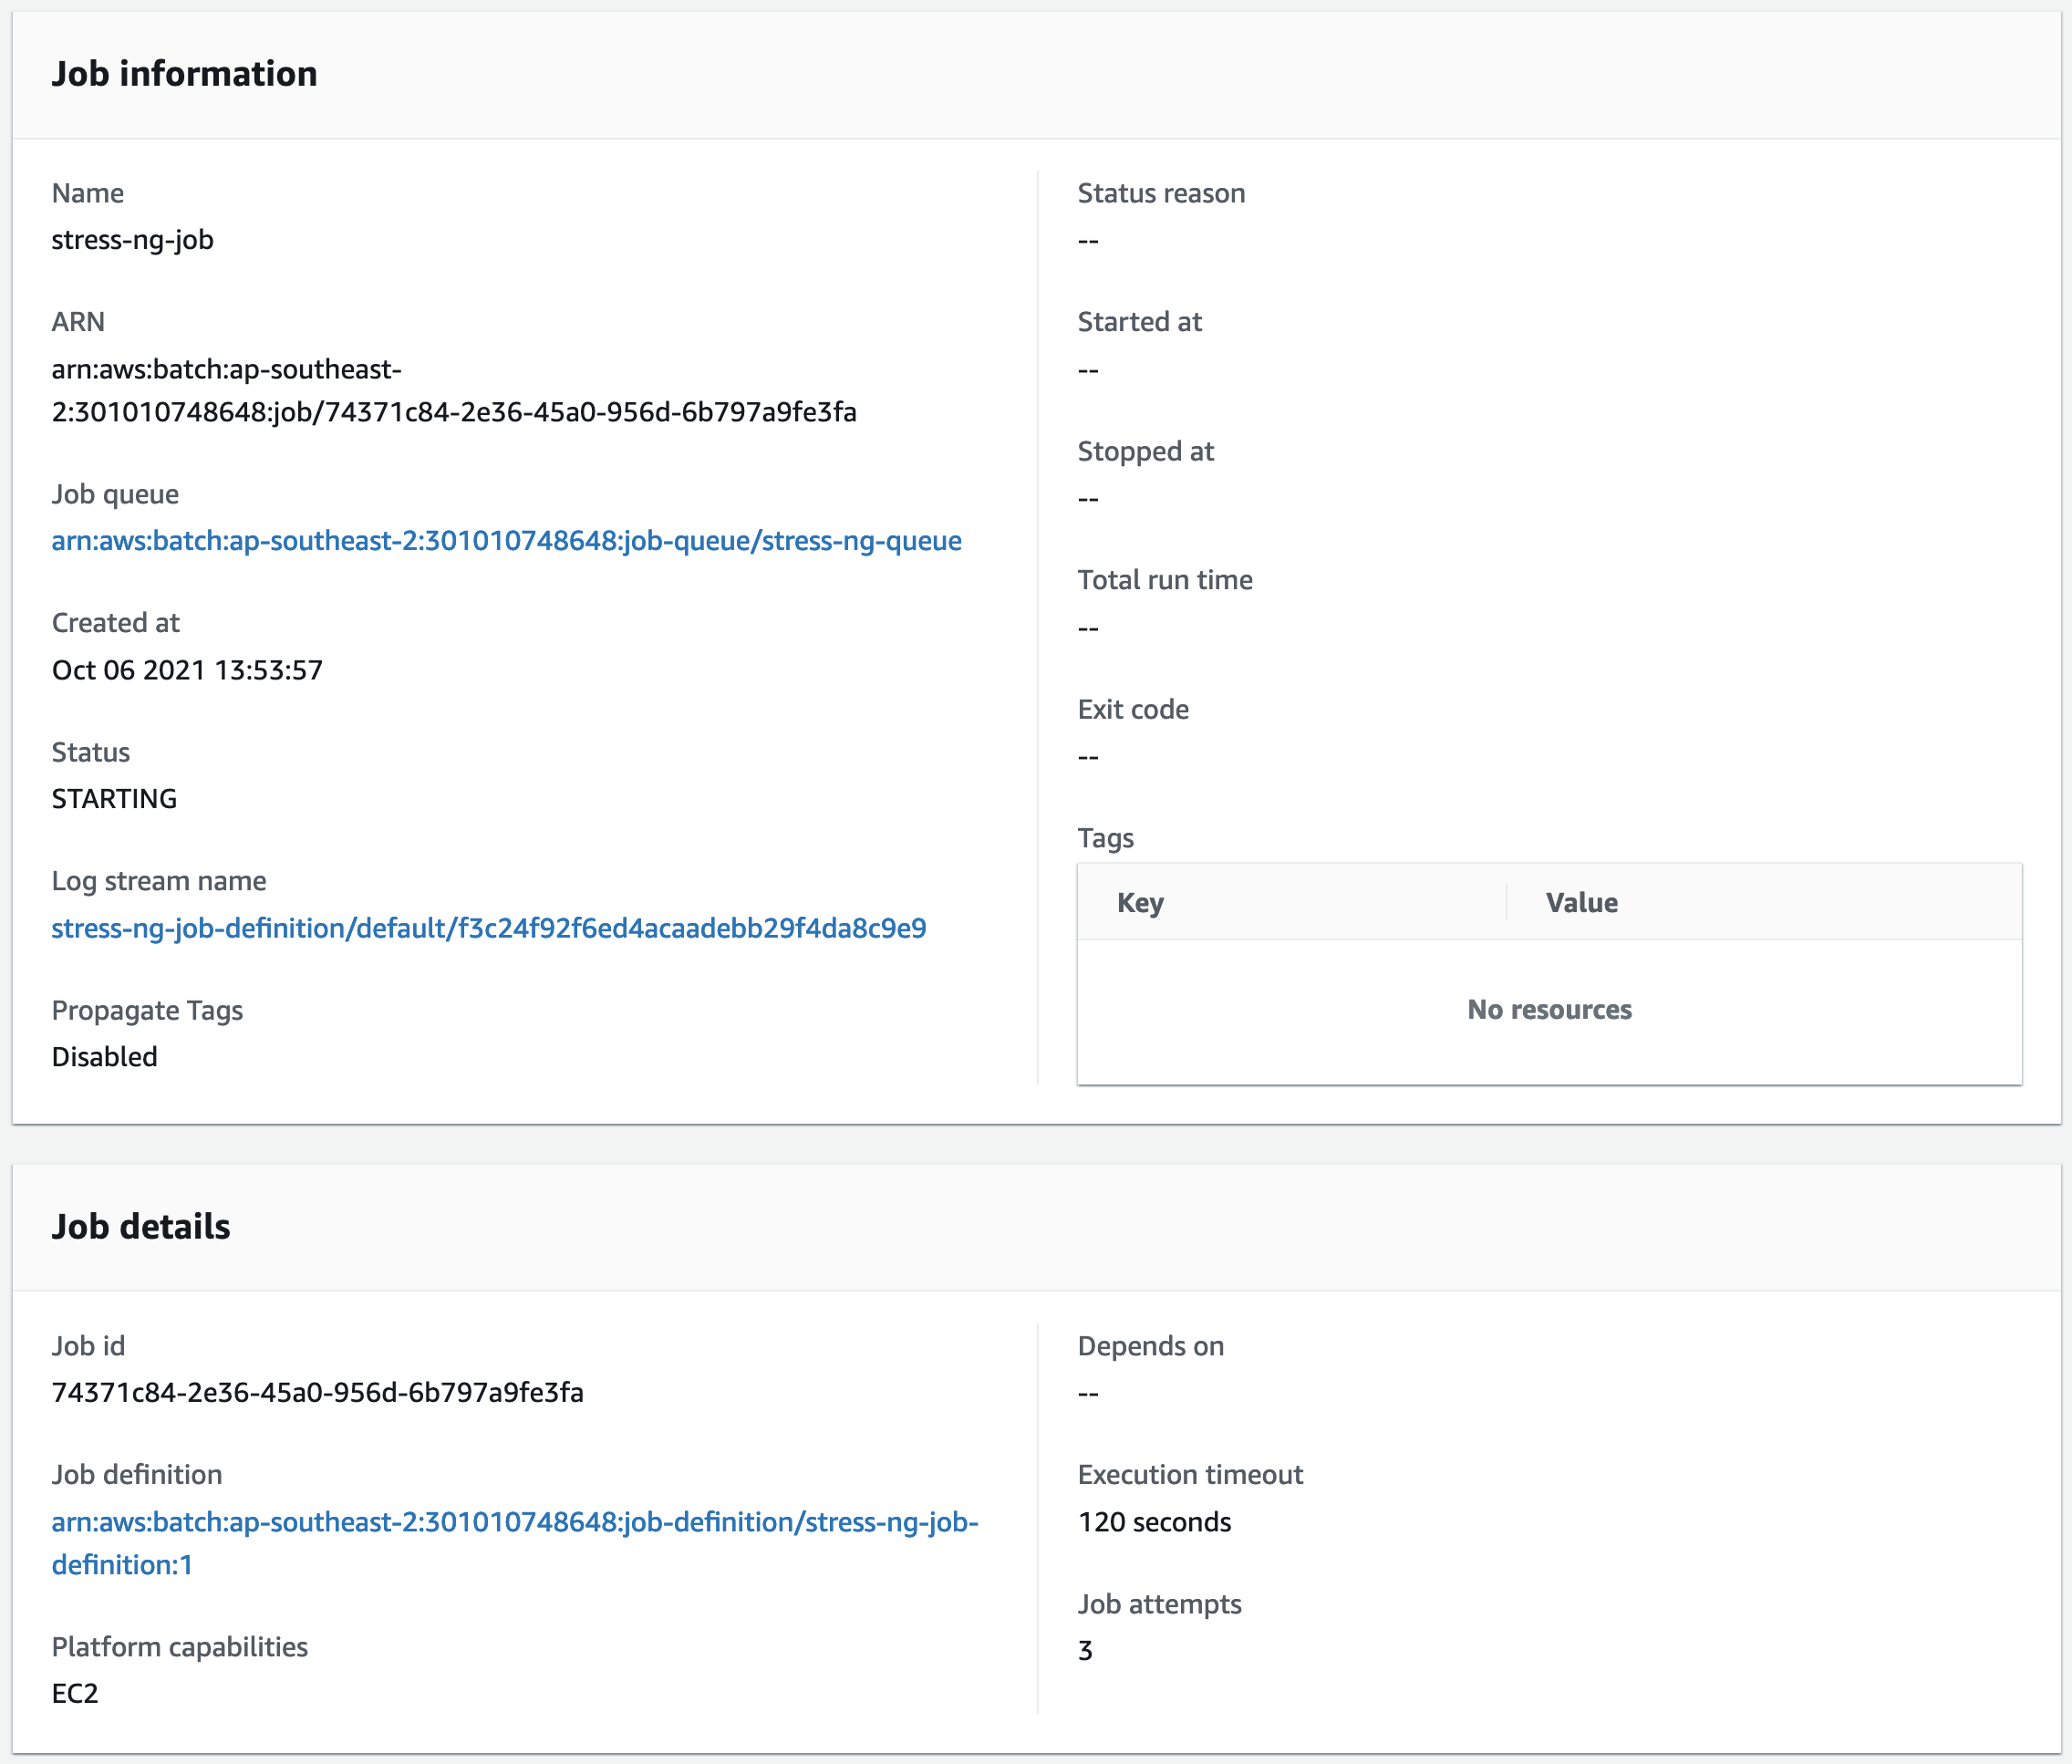 Job information
Name
stress-ng-job
ARN
arn:aws:batch:ap-southeast-
2:301010748648:job/74371c84-2e36-45a0-956d-6b797a9fe3fa
Job queue
arn:aws:batch:ap-southeast-2:301010748648:job-queue/stress-ng-queue
Created at
Oct 06 2021 13:53:57
Status
STARTING
Log stream name
stress-ng-job-definition/default/f3c24f92f6ed4acaadebb29f4da8c9e9
Propagate Tags
Disabled
Status reason
--
Started at
--
Stopped at
--
Total run time
--
Exit code
--
Tags
Key Value
No resources
Job details
Job id
74371c84-2e36-45a0-956d-6b797a9fe3fa
Job definition
arn:aws:batch:ap-southeast-2:301010748648:job-definition/stress-ng-job-
definition:1
Platform capabilities
EC2
Depends on
--
Execution timeout
120 seconds
Job attempts
3